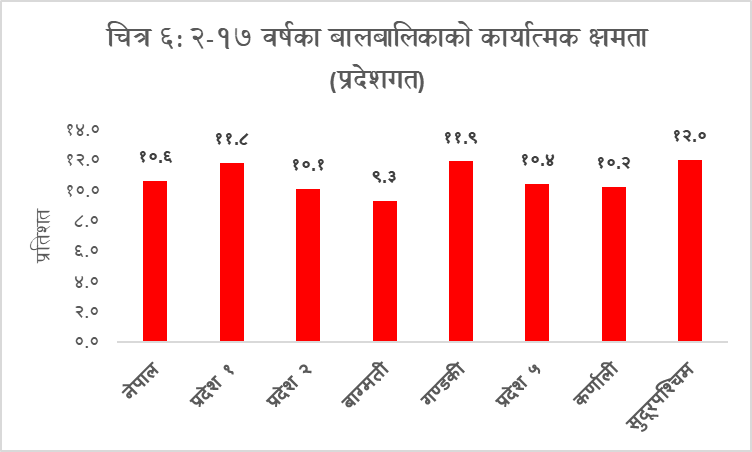 चित्र ६: २-१७ वर्षका बालबालिकाको कार्यात्मक क्षमता
(प्रदेशगत)
प्रतिशत
१४.०
१२.०
१०.०
८.०
६.०
४.०
२.०
०.०
१०.६
११.८
१०.१
९.३
११.९
१०.४
१०.२
१२.०
नेपाल
प्रदेश १
प्रदेश २
बाग्मती
गण्डकी
प्रदेश ५
कर्णाली
सुदूरपश्चिम